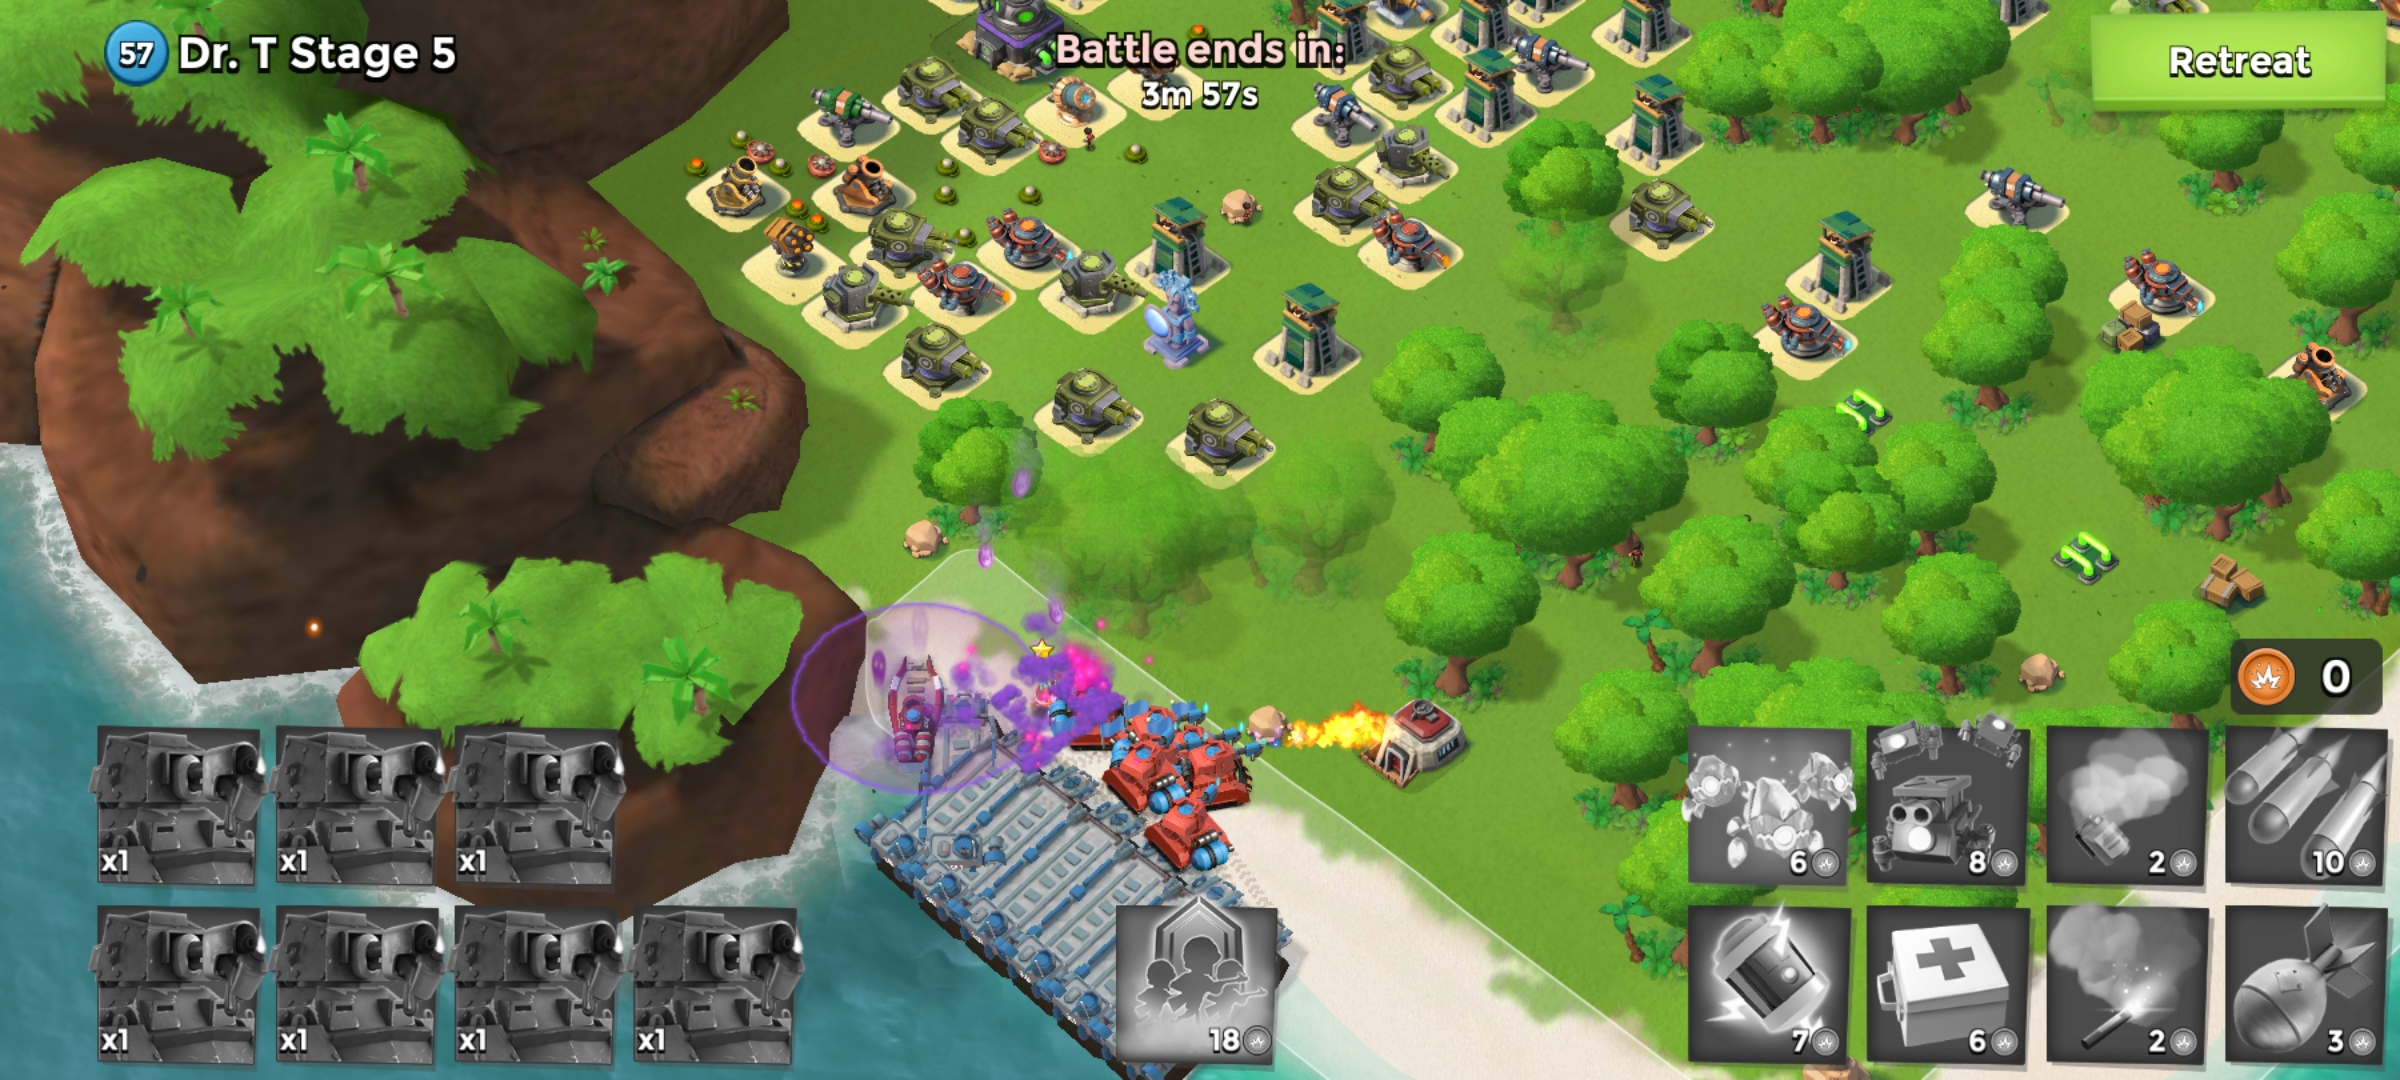 57 Dr. T Stage 5
Battle ends in:
3m 57s
Retreat
0
x1 x1 x1
6 8 2 10
x1 x1 x1 x1
18
7 6 2 3